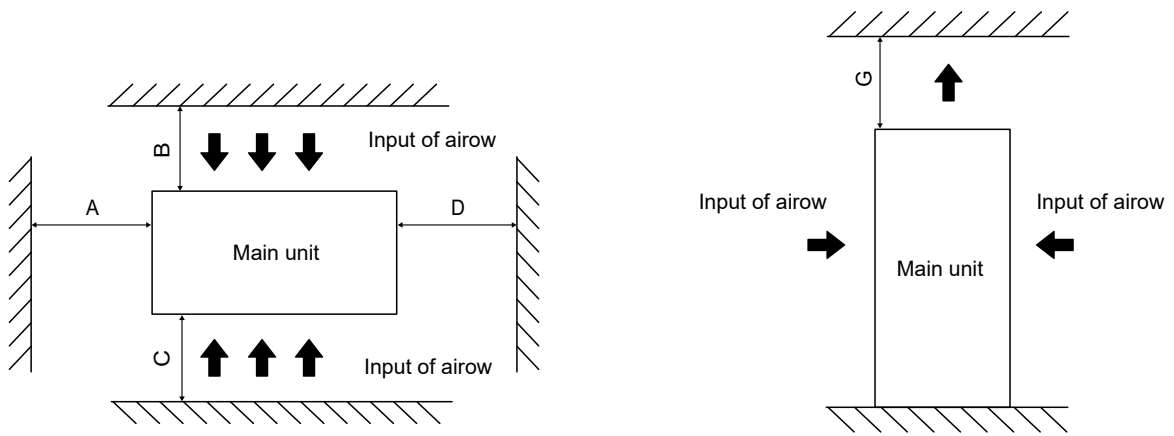 B
Input of airow
A
D
Main unit
C
Input of airow
G
Input of airow
Input of airow
Main unit